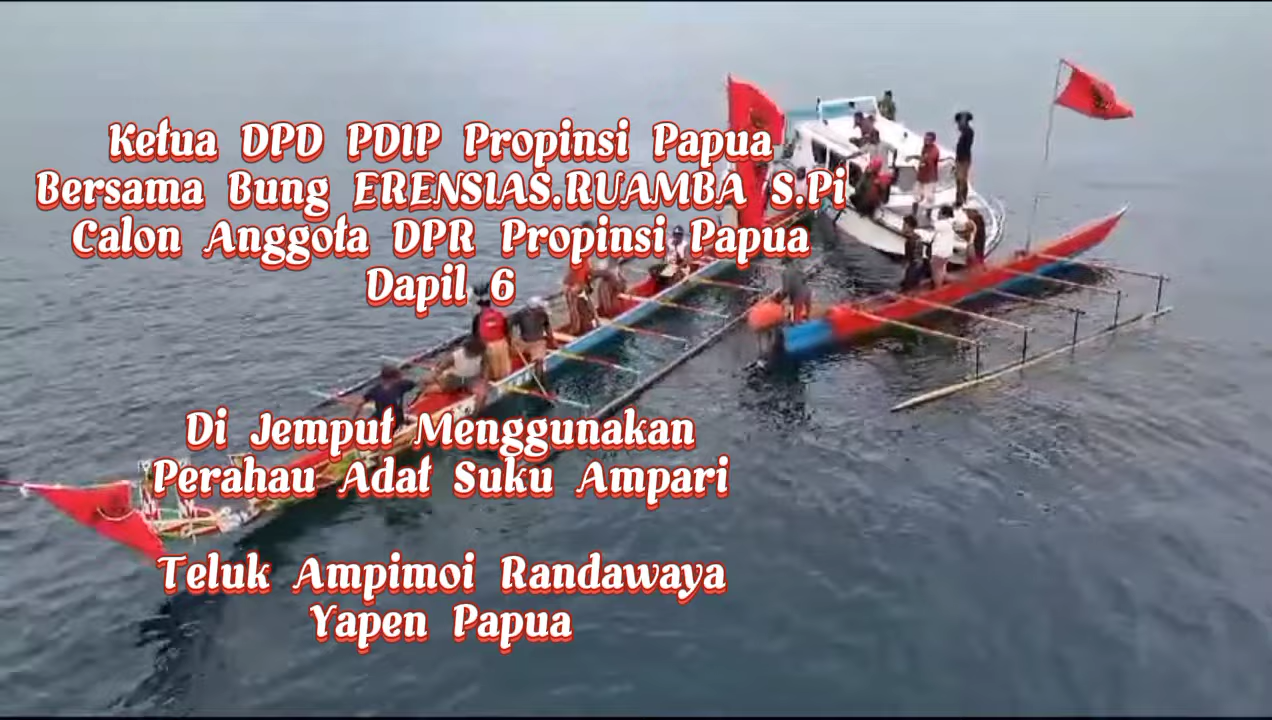 Ketua DPD PDIP Propinsi Papua
Bersama Bung ERENSIAS.RUAMBA S.Pi
Calon Anggota DPR Propinsi Papua
Dapil 6
Di Jemput Menggunakan
Perahau Adat Suku Ampari
Teluk Ampimoi Randawaya
Yapen Papua